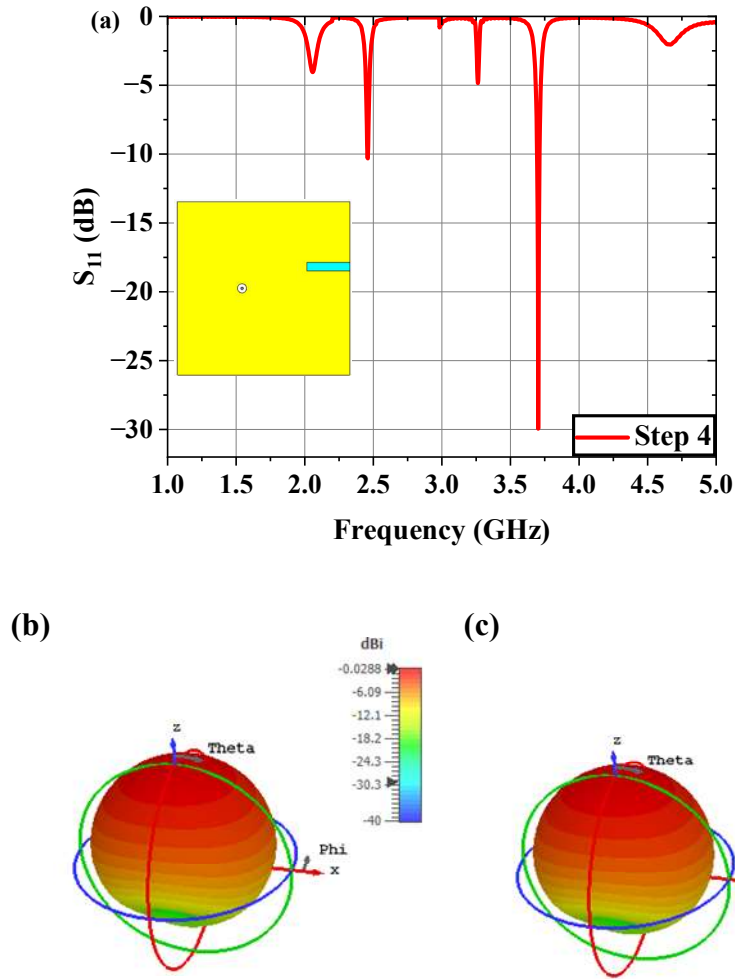 (a)
0
−5
−10
−15
−20
−25
−30
S11 (dB)
Step 4
1.0 1.5 2.0 2.5 3.0 3.5 4.0 4.5 5.0
Frequency (GHz)
(b)
(c)
dBi
-0.0288
-6.09
-12.1
-24.3
-30.3
-40
z
Theta
Phi
x
z
Theta